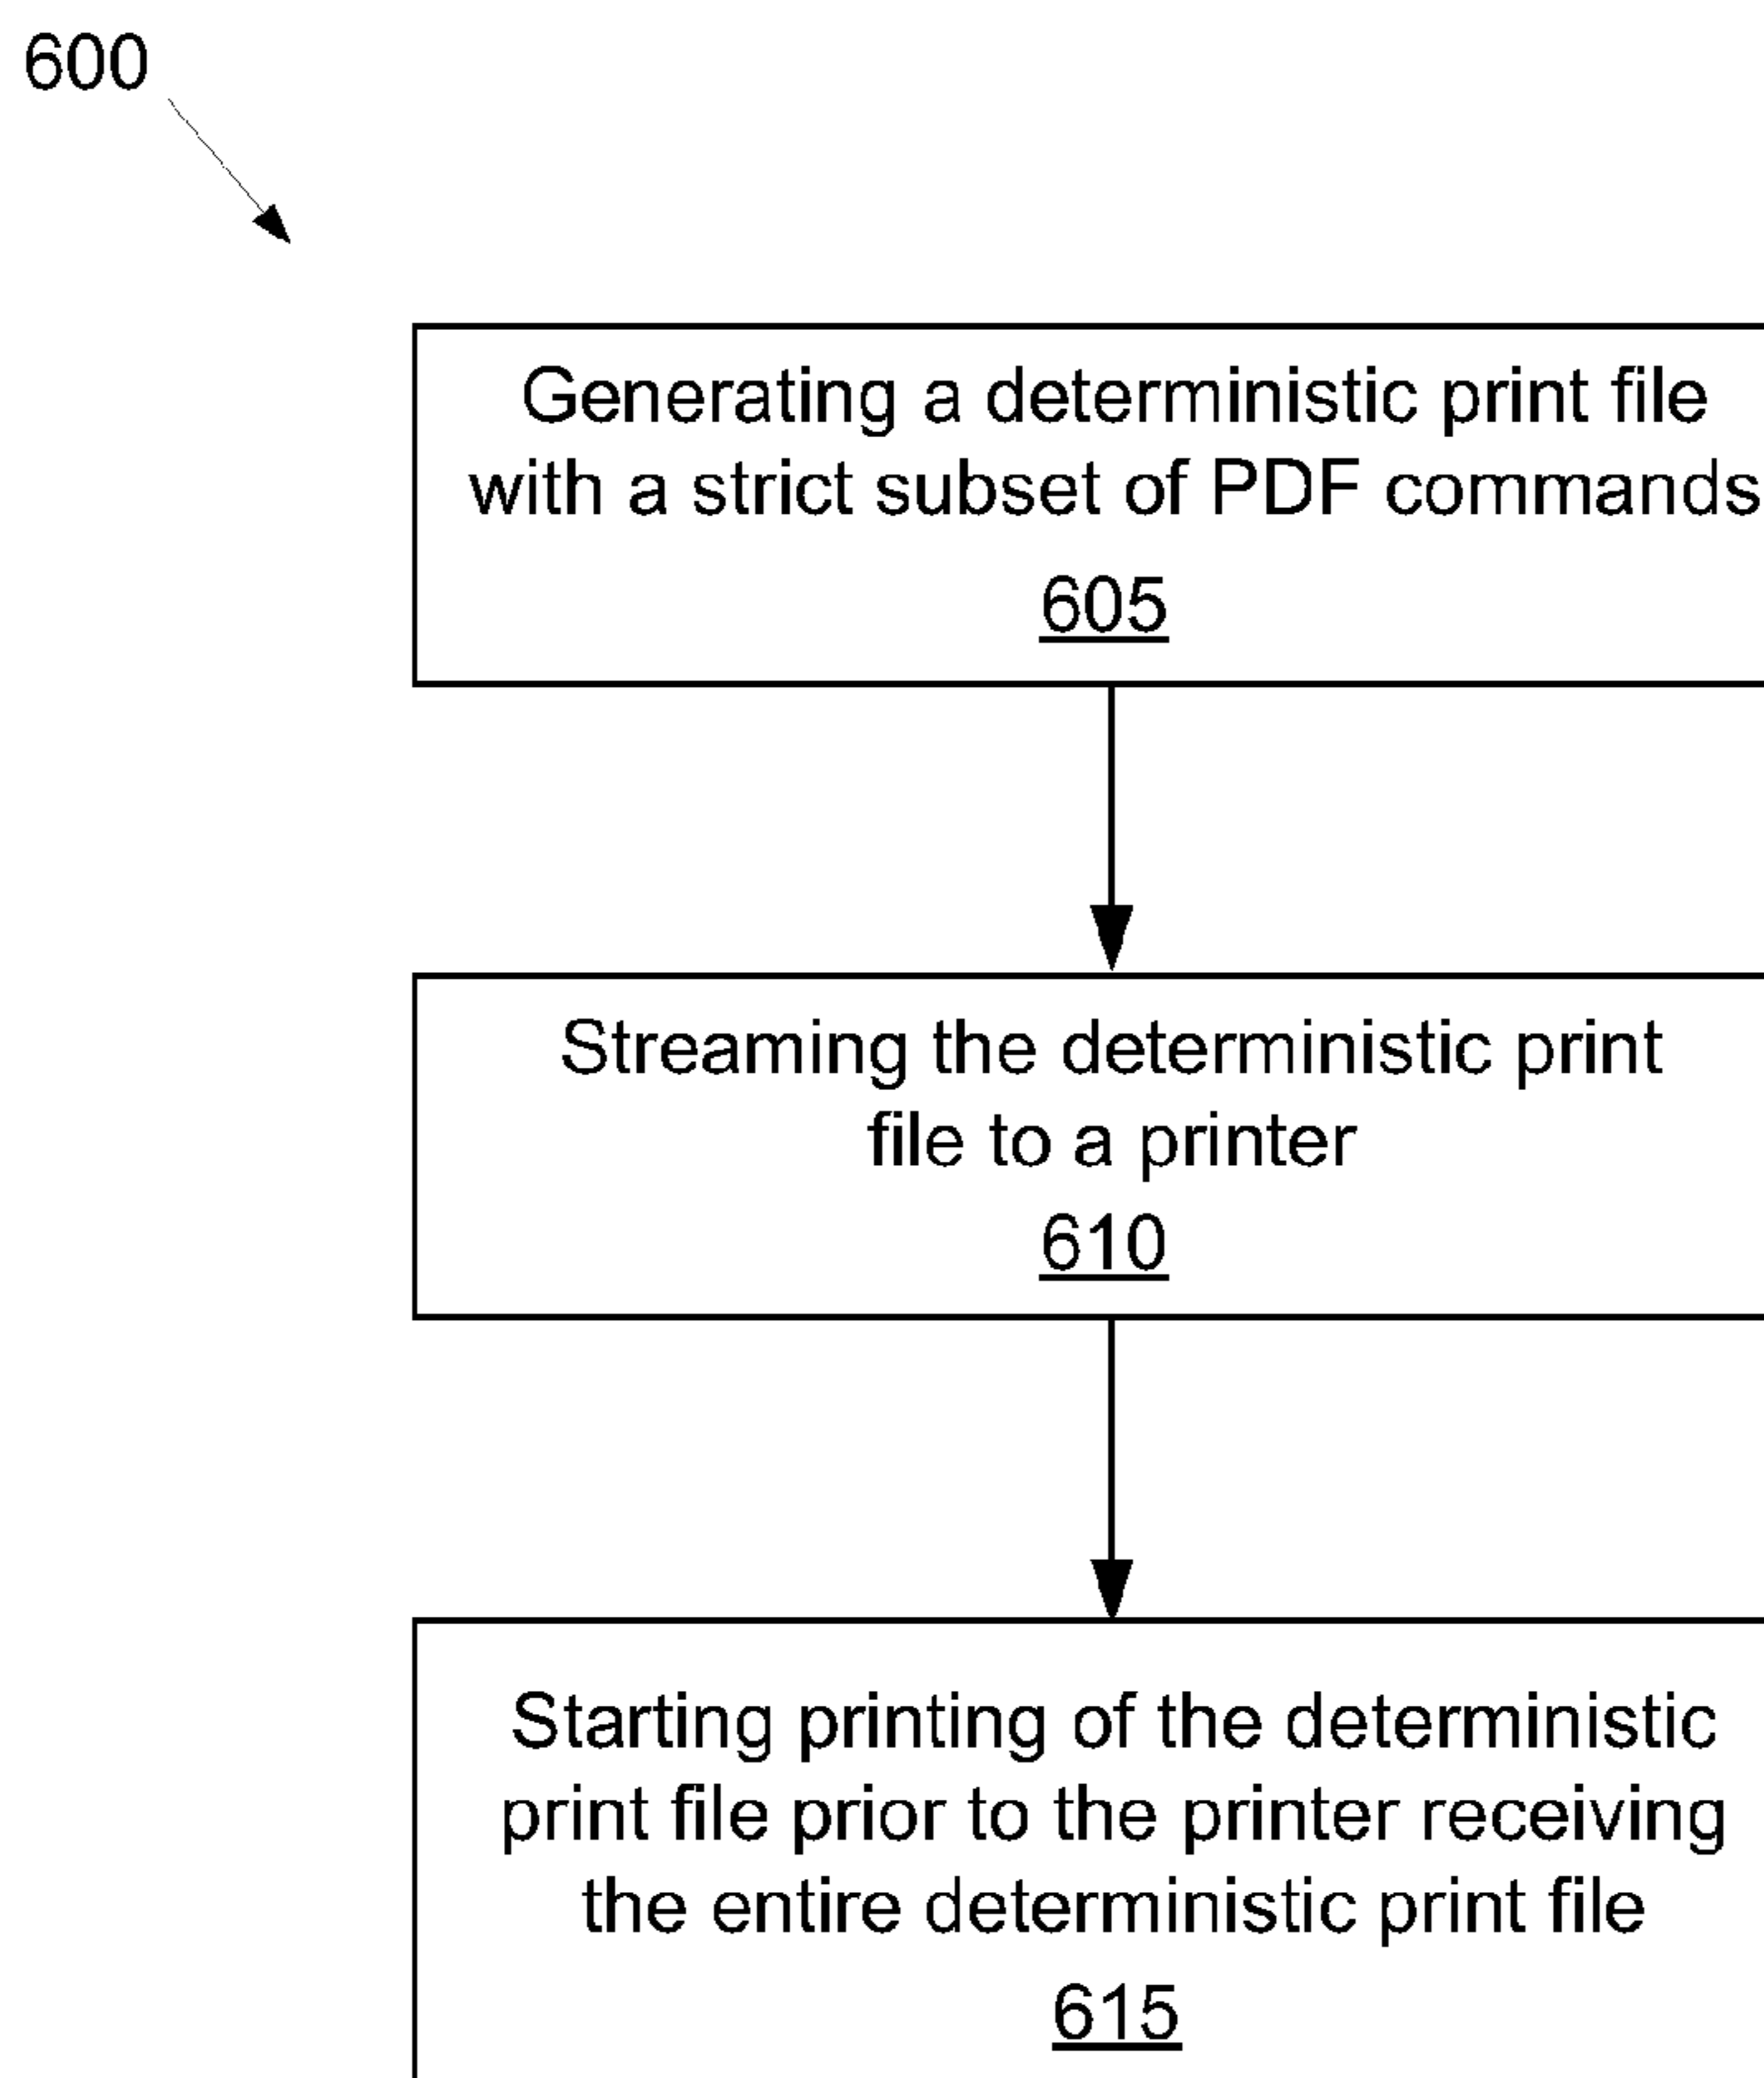 600
Generating a deterministic print file
with a strict subset of PDF commands
605
Streaming the deterministic print
file to a printer
610
Starting printing of the deterministic
print file prior to the printer receiving
the entire deterministic print file
615